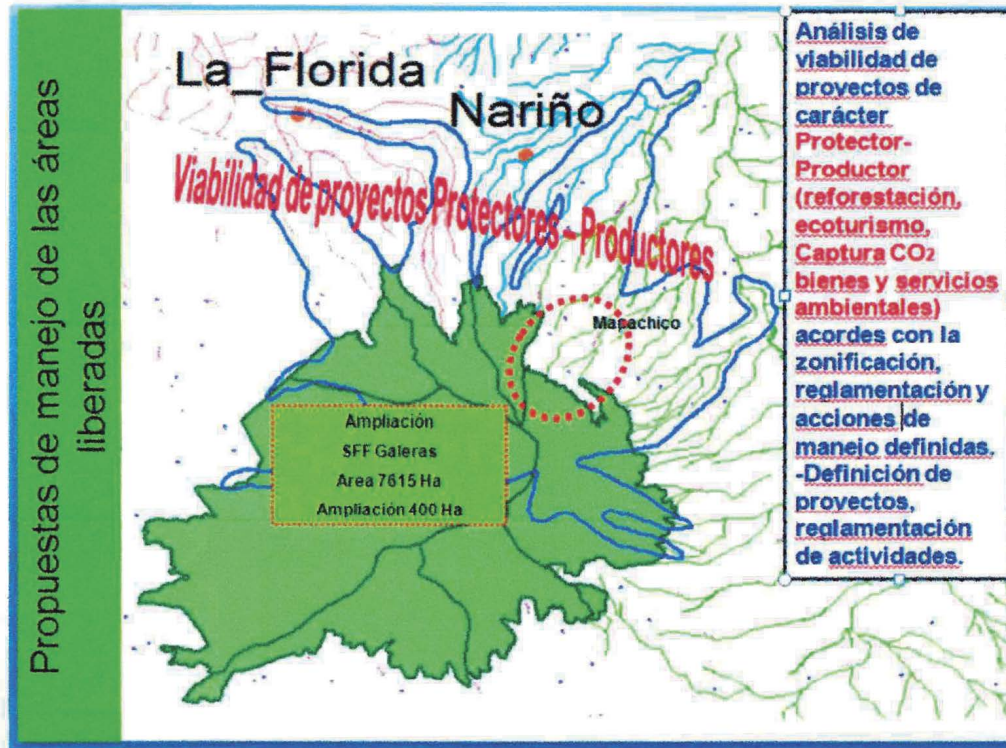 Propuestas de manejo de las áreas
liberadas
La_Florida
Nariño
Viabilidad de proyectos Protectores - Productores
Mapachico
Ampliación
SFF Galeras
Area 7615 Ha
Ampliación 400 Ha
Análisis de
viabilidad de
proyectos de
carácter
Protector-
Productor
(reforestación,
ecoturismo,
Captura CO₂
bienes y servicios
ambientales)
acordes con la
zonificación,
reglamentación y
acciones de
manejo definidas.
-Definición de
proyectos,
reglamentación
de actividades.